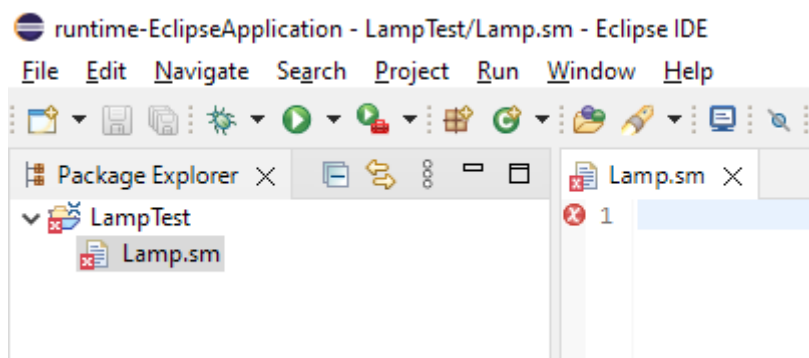 runtime-EclipseApplication - LampTest/Lamp.sm - Eclipse IDE
File Edit Navigate Search Project Run Window Help
Package Explorer
Lamp.sm
LampTest
1
Lamp.sm